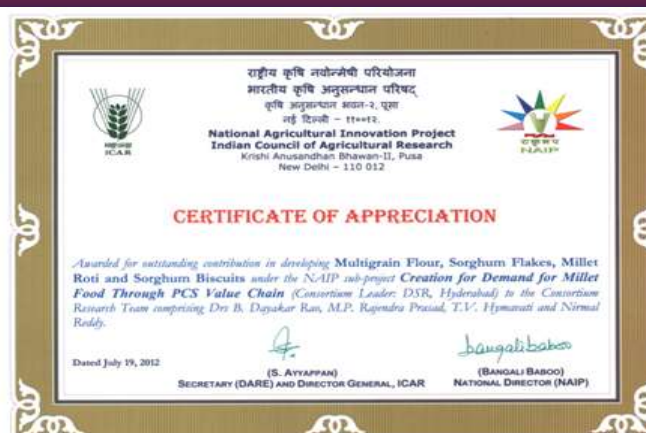 राष्ट्रीय कृषि नवोन्मेषी परियोजना
भारतीय कृषि अनुसन्धान परिषद्
कृषि अनुसन्धान भवन-२, पूसा
नई दिल्ली - ११००१२.
National Agricultural Innovation Project
Indian Council of Agricultural Research
Krishi Anusandhan Bhawan-II, Pusa
New Delhi - 110 012
ICAR
NAIP
CERTIFICATE OF APPRECIATION
Awarded for outstanding contribution in developing Multigrain Flour, Sorghum Flakes, Millet
Roti and Sorghum Biscuits under the NAIP sub-project Creation for Demand for Millet
Food Through PCS Value Chain (Consortium Leader: DSR, Hyderabad) to the Consortium
Research Team comprising Drs B. Dayakar Rao, M.P. Rajendra Prasad, T.V. Hymavati and Nirmal
Reddy.
bangalibaboo
Dated July 19, 2012
(S. AYYAPPAN)
SECRETARY (DARE) AND DIRECTOR GENERAL, ICAR
(BANGALI BABOO)
NATIONAL DIRECTOR (NAIP)